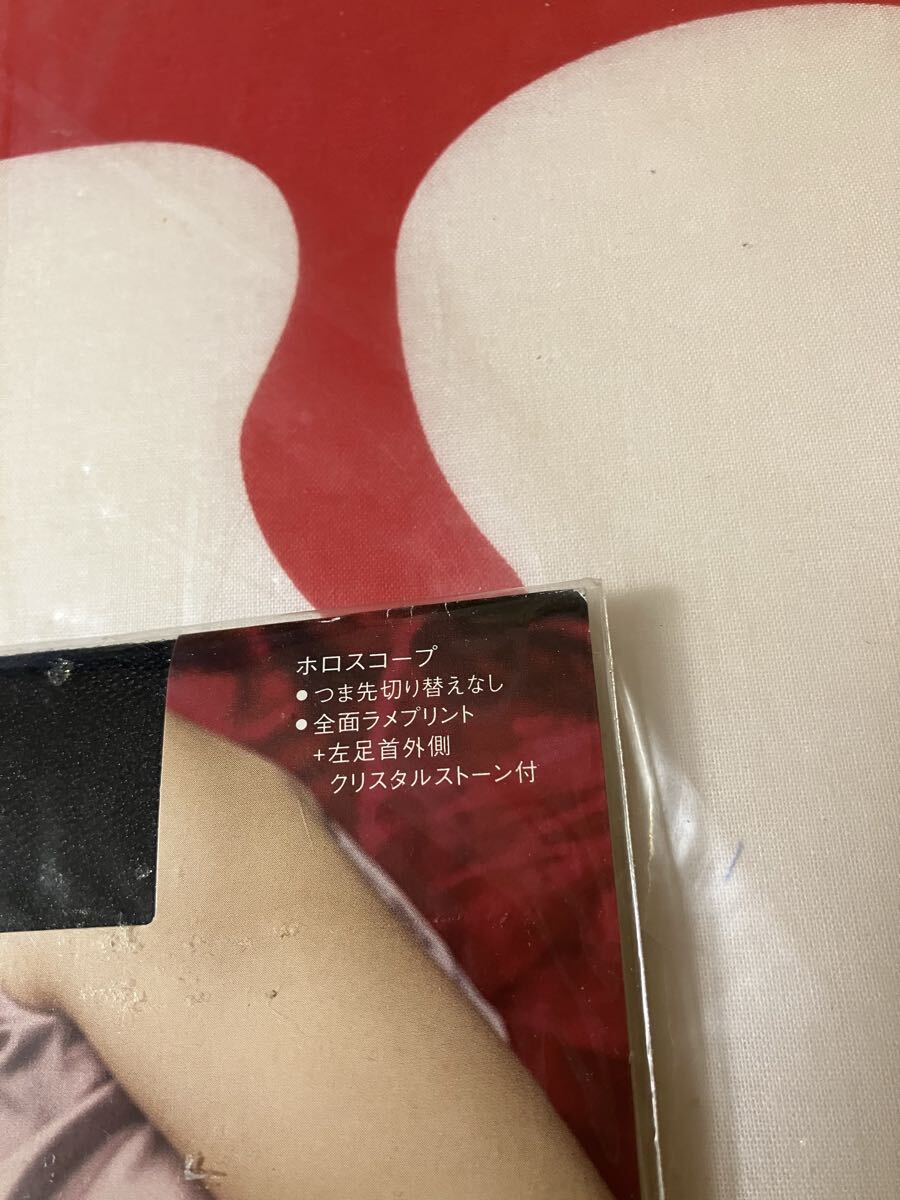 ホロスコープ
●つま先切り替えなし
●全面ラメプリント
+左足首外側
クリスタルストーン付